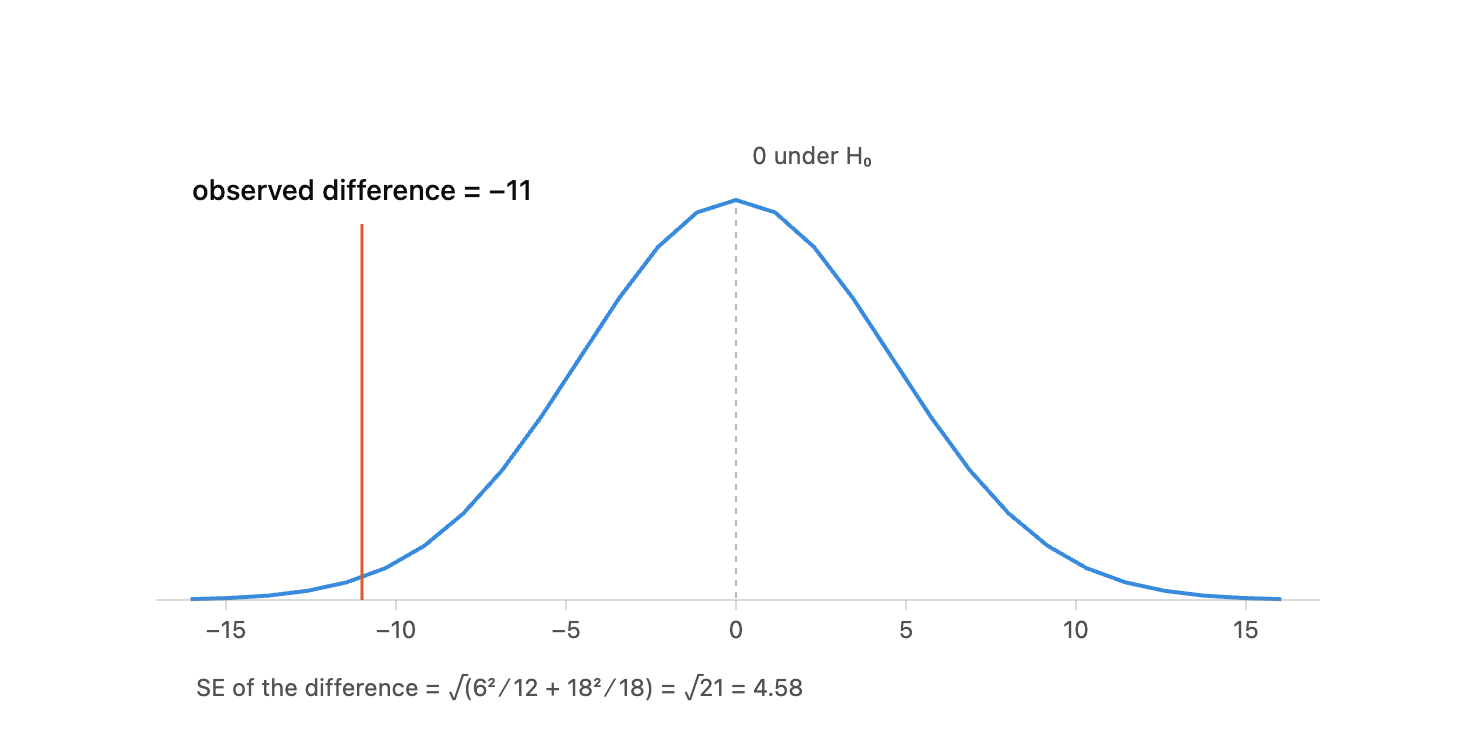 0 under H₀
observed difference = −11
−15 −10 −5 0 5 10 15
SE of the difference = √(6²/12 + 18²/18) = √21 = 4.58